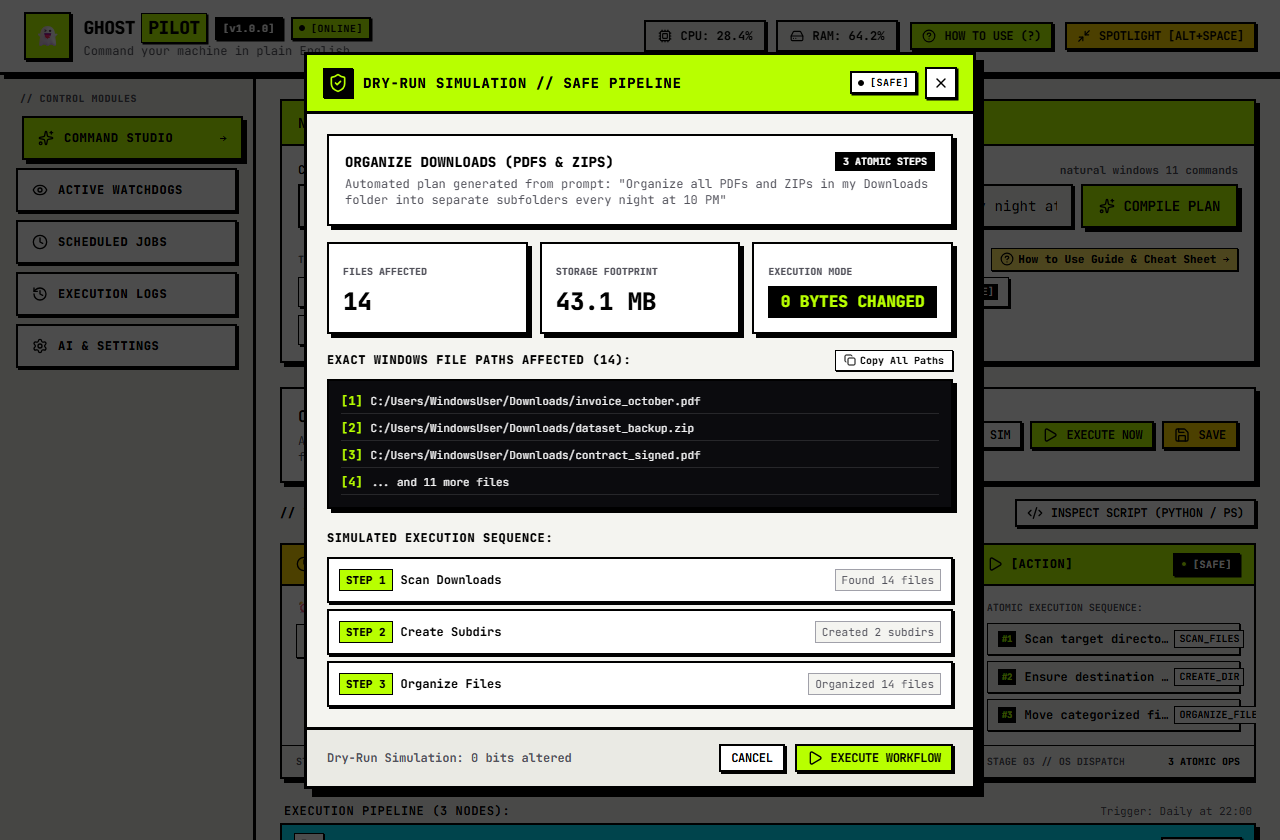 GHOST PILOT [v1.0.0] ● [ONLINE]
Command your machine in plain English
CPU: 28.4%
RAM: 64.2%
HOW TO USE (?)
SPOTLIGHT [ALT+SPACE]
// CONTROL MODULES
COMMAND STUDIO →
ACTIVE WATCHDOGS
SCHEDULED JOBS
EXECUTION LOGS
AI & SETTINGS
DRY-RUN SIMULATION // SAFE PIPELINE
● [SAFE]
ORGANIZE DOWNLOADS (PDFS & ZIPS)
3 ATOMIC STEPS
Automated plan generated from prompt: "Organize all PDFs and ZIPs in my Downloads
folder into separate subfolders every night at 10 PM"
FILES AFFECTED
14
STORAGE FOOTPRINT
43.1 MB
EXECUTION MODE
0 BYTES CHANGED
EXACT WINDOWS FILE PATHS AFFECTED (14):
Copy All Paths
[1] C:/Users/WindowsUser/Downloads/invoice_october.pdf
[2] C:/Users/WindowsUser/Downloads/dataset_backup.zip
[3] C:/Users/WindowsUser/Downloads/contract_signed.pdf
[4] ... and 11 more files
SIMULATED EXECUTION SEQUENCE:
STEP 1 Scan Downloads
Found 14 files
STEP 2 Create Subdirs
Created 2 subdirs
STEP 3 Organize Files
Organized 14 files
Dry-Run Simulation: 0 bits altered
CANCEL
EXECUTE WORKFLOW
natural windows 11 commands
night at
COMPILE PLAN
How to Use Guide & Cheat Sheet →
SIM
EXECUTE NOW
SAVE
//
INSPECT SCRIPT (PYTHON / PS)
[ACTION]
● [SAFE]
ATOMIC EXECUTION SEQUENCE:
#1 Scan target directo… SCAN_FILES
#2 Ensure destination … CREATE_DIR
#3 Move categorized fi… ORGANIZE_FILE
STAGE 03 // OS DISPATCH
3 ATOMIC OPS
EXECUTION PIPELINE (3 NODES):
Trigger: Daily at 22:00